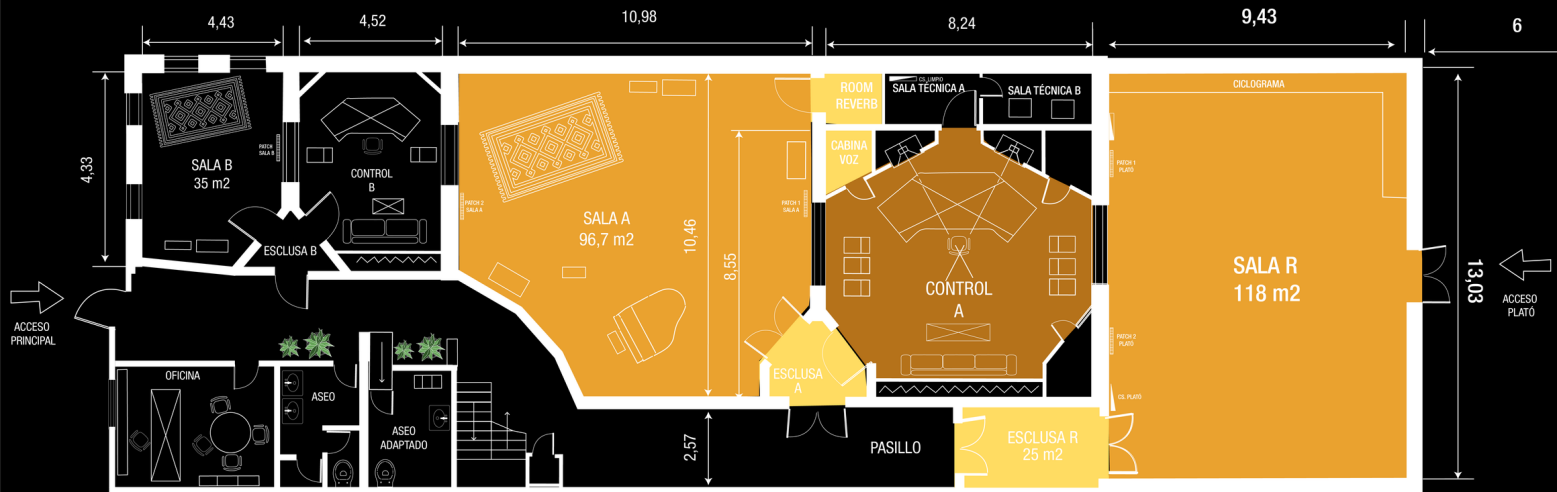 4,43
4,52
10,98
8,24
9,43
6
4,33
SALA B
35 m2
PATCH
SALA B
CONTROL
B
ESCLUSA B
PATCH 2
SALA A
SALA A
96,7 m2
10,46
8,55
PATCH 1
SALA A
ROOM
REVERB
CABINA
VOZ
CS_LIMPIO
SALA TÉCNICA A
SALA TÉCNICA B
CONTROL
A
ESCLUSA
A
CICLOGRAMA
PATCH 1
PLATÓ
SALA R
118 m2
PATCH 2
PLATÓ
CS_PLATÓ
13,03
ACCESO
PLATÓ
ACCESO
PRINCIPAL
OFICINA
ASEO
ASEO
ADAPTADO
2,57
PASILLO
ESCLUSA R
25 m2